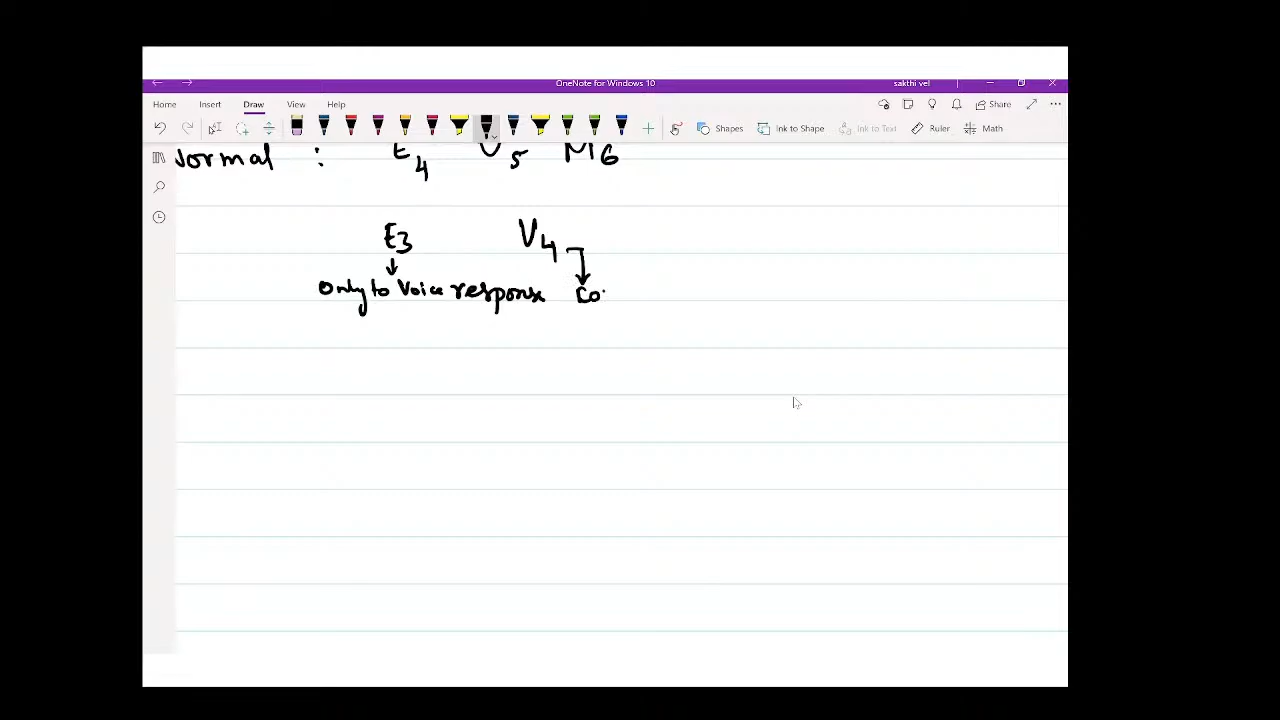 OneNote for Windows 10
sakthi vel
Home Insert Draw View Help
Share
Shapes Ink to Shape Ink to Text Ruler Math
Normal : E4 V5 M6
E3 V4
Only to Voice response Co